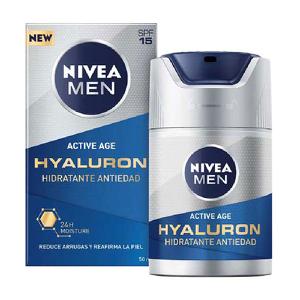 NEW
SPF
15
NIVEA
MEN
ACTIVE AGE
HYALURON
HIDRATANTE ANTIEDAD
24H
MOISTURE
REDUCE ARRUGAS Y REAFIRMA LA PIEL
NIVEA
MEN
ACTIVE AGE
HYALURON
HIDRATANTE ANTIEDAD